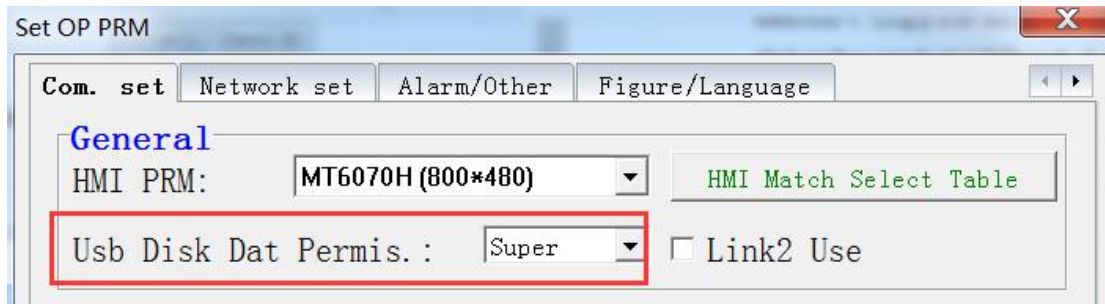 Set OP PRM
Com. set Network set Alarm/Other Figure/Language
General
HMI PRM: MT6070H (800*480) HMI Match Select Table
Usb Disk Dat Permis.: Super Link2 Use